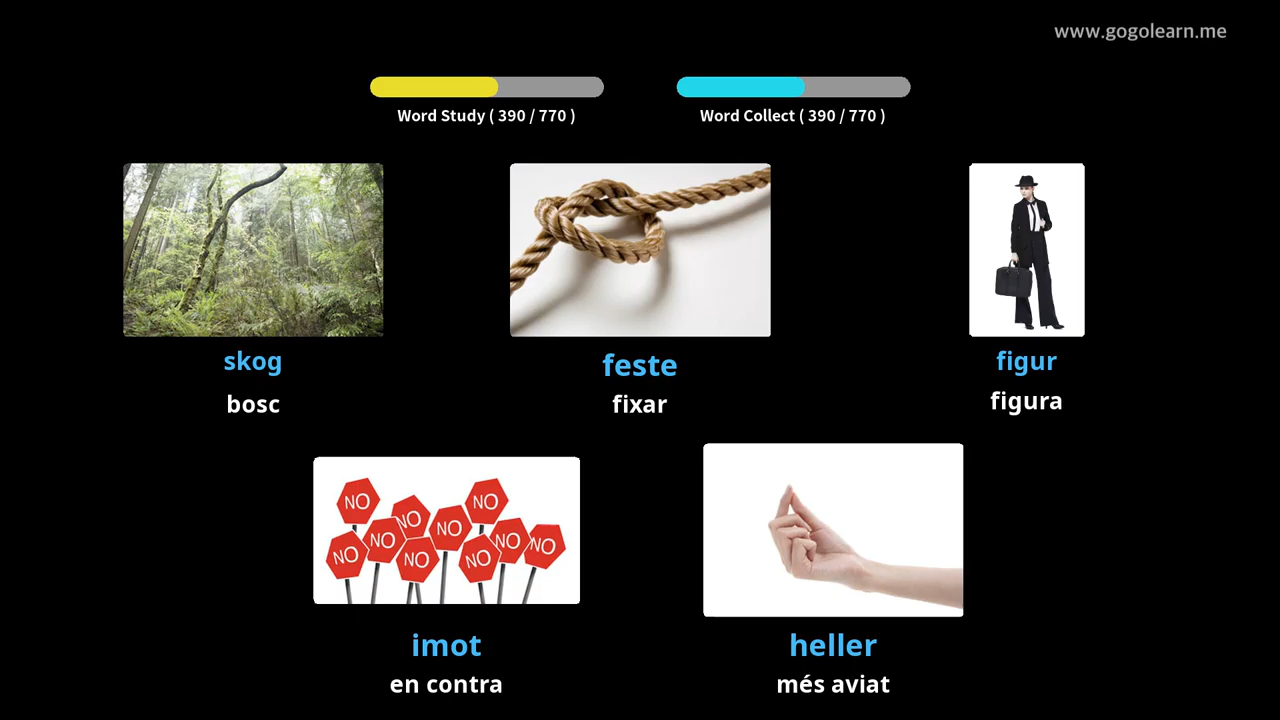 www.gogolearn.me
Word Study ( 390 / 770 )
Word Collect ( 390 / 770 )
skog
bosc
feste
fixar
figur
figura
NO
NO
NO
NO
NO
NO
NO
NO
NO
NO
imot
en contra
heller
més aviat